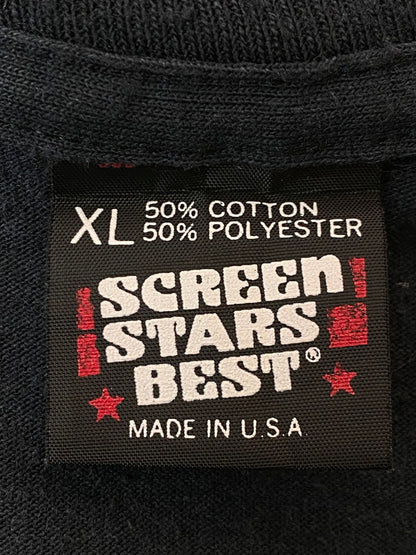 XL 50% COTTON
50% POLYESTER
SCREEN
STARS
BEST®
MADE IN U.S.A